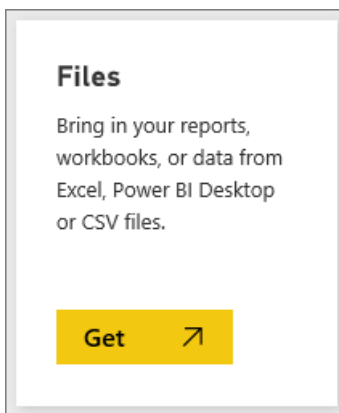 Files
Bring in your reports,
workbooks, or data from
Excel, Power BI Desktop
or CSV files.
Get